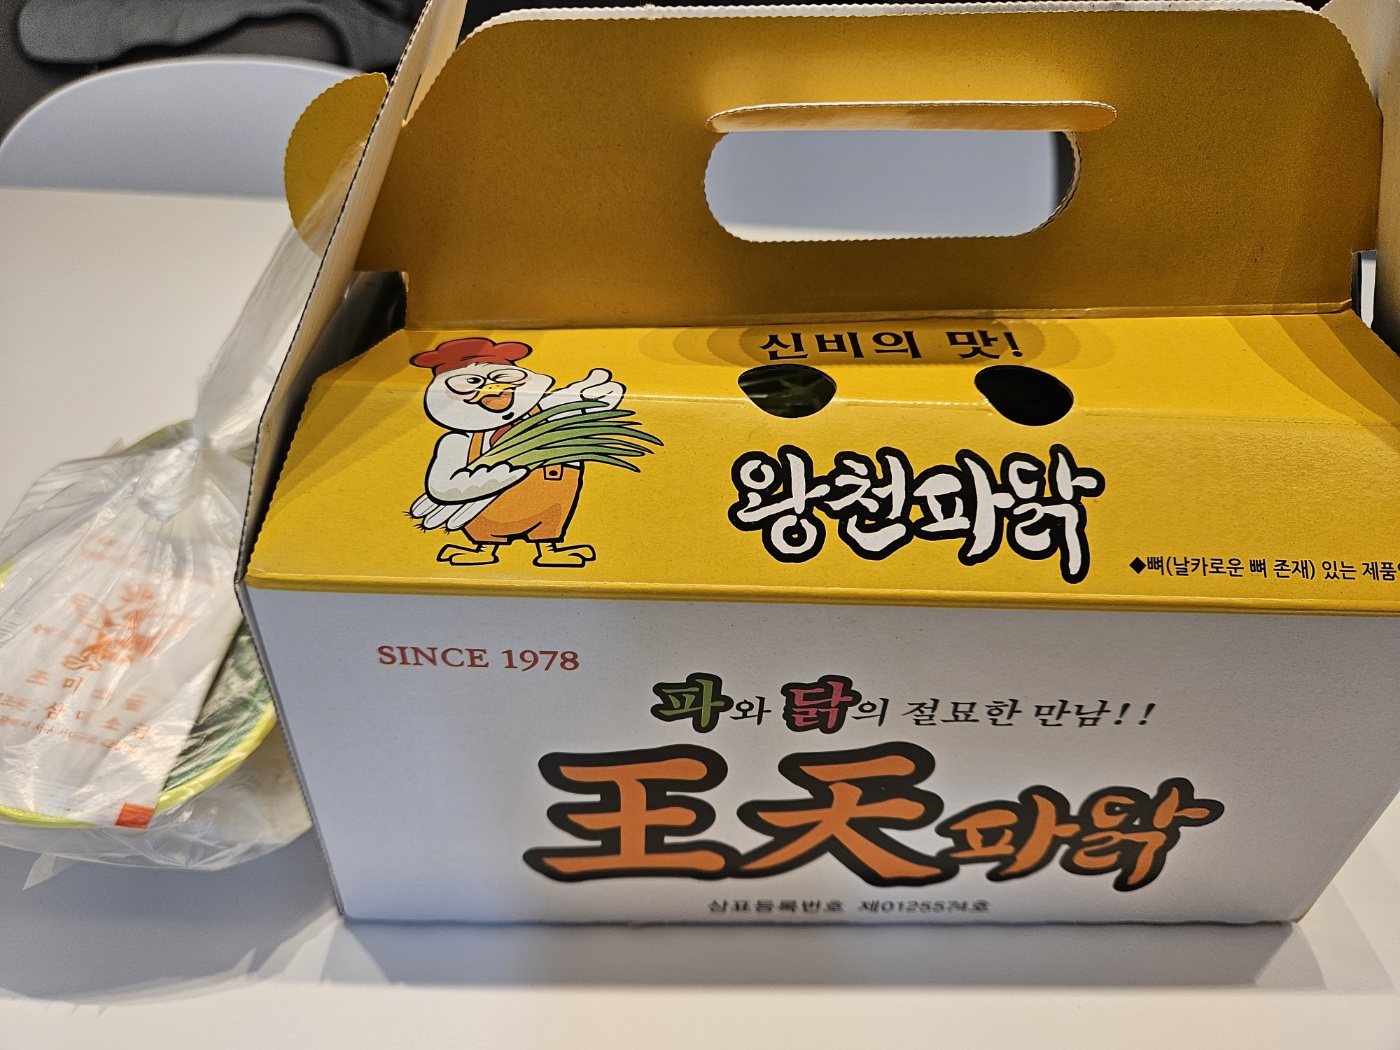 신비의 맛!
왕천파닭
◆뼈(날카로운 뼈 존재) 있는 제품
SINCE 1978
파와 닭의 절묘한 만남!!
王天파닭
상표등록번호 제0125574호